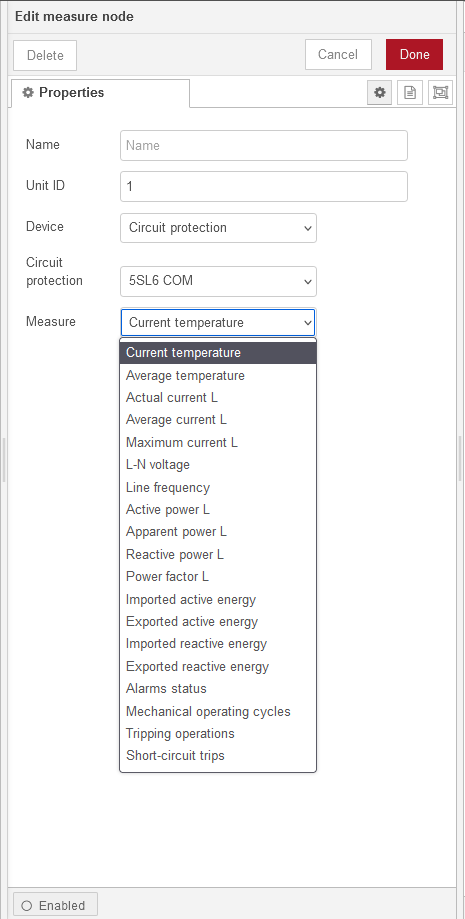 Edit measure node
Delete
Cancel
Done
Properties
Name
Name
Unit ID
1
Device
Circuit protection
Circuit
protection
5SL6 COM
Measure
Current temperature
Current temperature
Average temperature
Actual current L
Average current L
Maximum current L
L-N voltage
Line frequency
Active power L
Apparent power L
Reactive power L
Power factor L
Imported active energy
Exported active energy
Imported reactive energy
Exported reactive energy
Alarms status
Mechanical operating cycles
Tripping operations
Short-circuit trips
Enabled